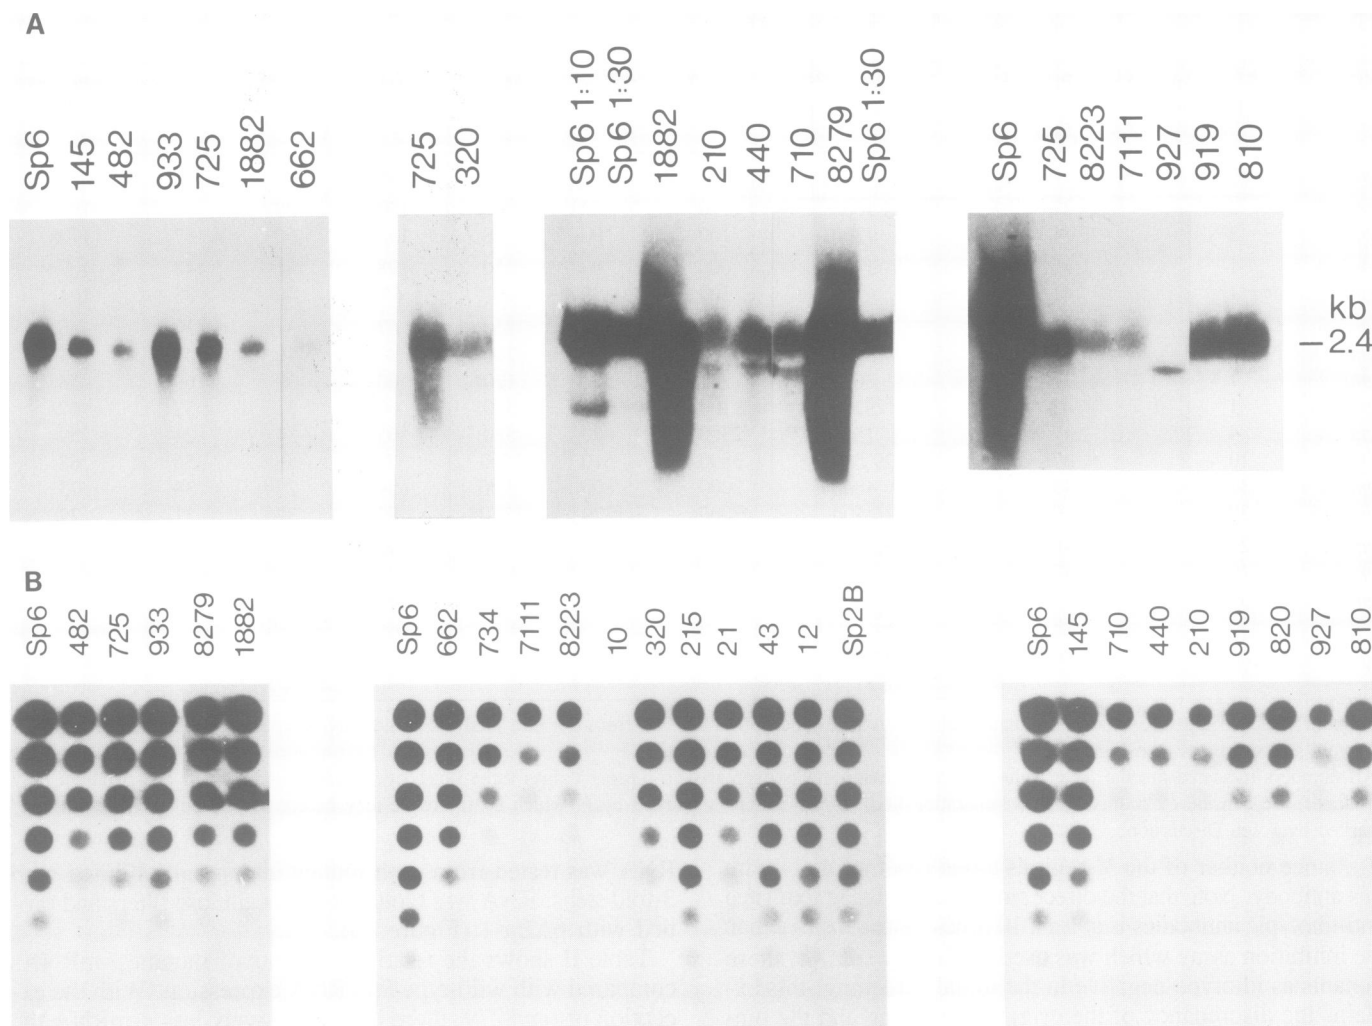 A
Sp6 145 482 933 725 1882 662
725 320
Sp6 1:10 Sp6 1:30 1882 210 440 710 8279 Sp6 1:30
Sp6 725 8223 7111 927 919 810
kb
–2.4
B
Sp6 482 725 933 8279 1882
Sp6 662 734 7111 8223 10 320 215 21 43 12 Sp2B
Sp6 145 710 440 210 919 820 927 810